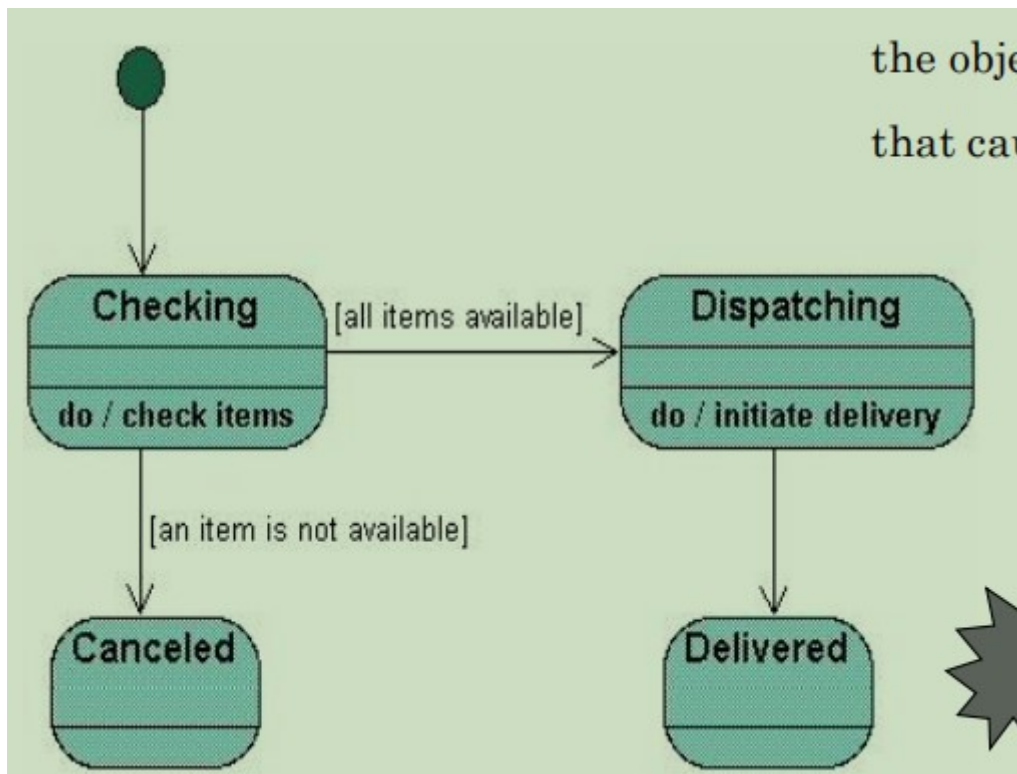 the obje
that cau
Checking
[all items available]
Dispatching
do / check items
do / initiate delivery
[an item is not available]
Canceled
Delivered